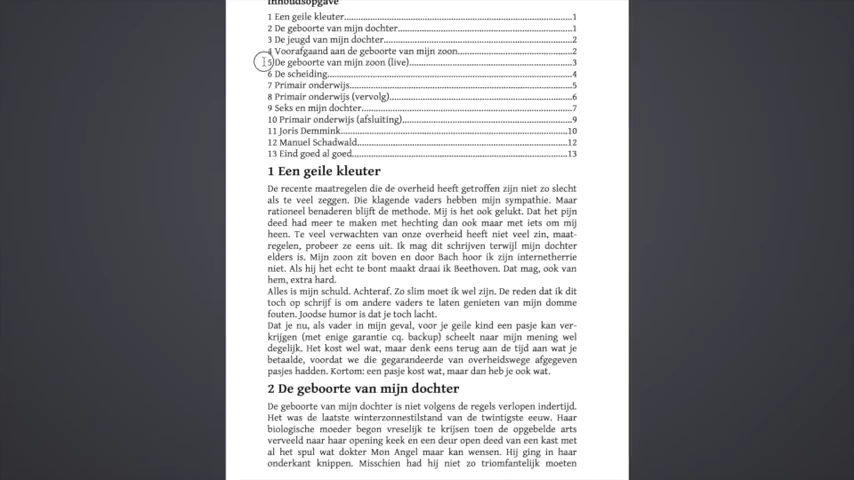 Inhoudsopgave
1 Een geile kleuter...1
2 De geboorte van mijn dochter...1
3 De jeugd van mijn dochter...2
4 Voorafgaand aan de geboorte van mijn zoon...2
5 De geboorte van mijn zoon (live)...3
6 De scheiding...4
7 Primair onderwijs...5
8 Primair onderwijs (vervolg)...6
9 Seks en mijn dochter...7
10 Primair onderwijs (afsluiting)...9
11 Joris Demmink...10
12 Manuel Schadwald...12
13 Eind goed al goed...13
1 Een geile kleuter
De recente maatregelen die de overheid heeft getroffen zijn niet zo slecht
als te veel zeggen. Die klagende vaders hebben mijn sympathie. Maar
rationeel benaderen blijft de methode. Mij is het ook gelukt. Dat het pijn
deed had meer te maken met hechting dan ook maar met iets om mij
heen. Te veel verwachten van onze overheid heeft niet veel zin, maat-
regelen, probeer ze eens uit. Ik mag dit schrijven terwijl mijn dochter
elders is. Mijn zoon zit boven en door Bach hoor ik zijn internetherrie
niet. Als hij het echt te bont maakt draai ik Beethoven. Dat mag, ook van
hem, extra hard.
Alles is mijn schuld. Achteraf. Zo slim moet ik wel zijn. De reden dat ik dit
toch op schrijf is om andere vaders te laten genieten van mijn domme
fouten. Joodse humor is dat je toch lacht.
Dat je nu, als vader in mijn geval, voor je geile kind een pasje kan ver-
krijgen (met enige garantie cq. backup) scheelt naar mijn mening wel
degelijk. Het kost wel wat, maar denk eens terug aan de tijd aan wat je
betaalde, voordat we die gegarandeerde van overheidswege afgegeven
pasjes hadden. Kortom: een pasje kost wat, maar dan heb je ook wat.
2 De geboorte van mijn dochter
De geboorte van mijn dochter is niet volgens de regels verlopen indertijd.
Het was de laatste winterzonnestilstand van de twintigste eeuw. Haar
biologische moeder begon vreselijk te krijsen toen de opgebelde arts
verveeld naar haar opening keek en een deur open deed van een kast met
al het spul wat dokter Mon Angel maar kan wensen. Hij ging in haar
onderkant knippen. Misschien had hij niet zo triomfantelijk moeten